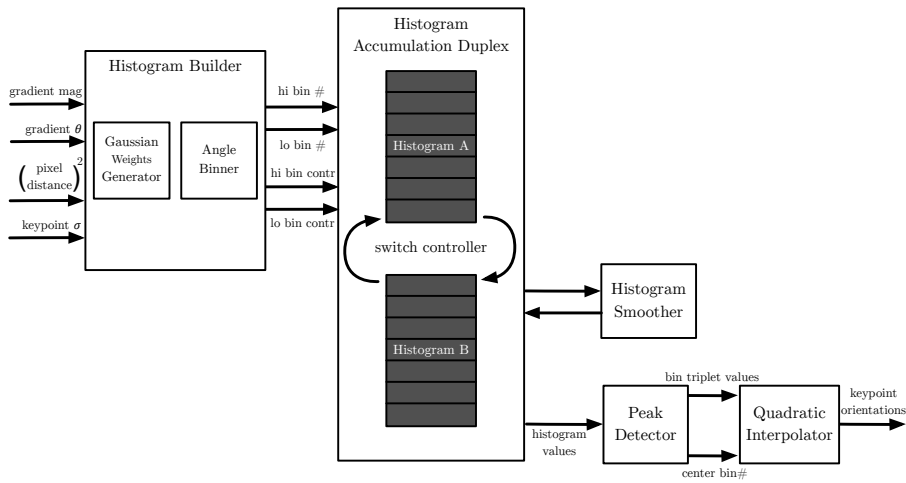 Histogram
Accumulation Duplex
Histogram Builder
gradient mag
gradient θ
(pixel
distance)²
keypoint σ
Gaussian
Weights
Generator
Angle
Binner
hi bin #
lo bin #
hi bin contr
lo bin contr
Histogram A
switch controller
Histogram B
Histogram
Smoother
histogram
values
Peak
Detector
bin triplet values
center bin#
Quadratic
Interpolator
keypoint
orientations